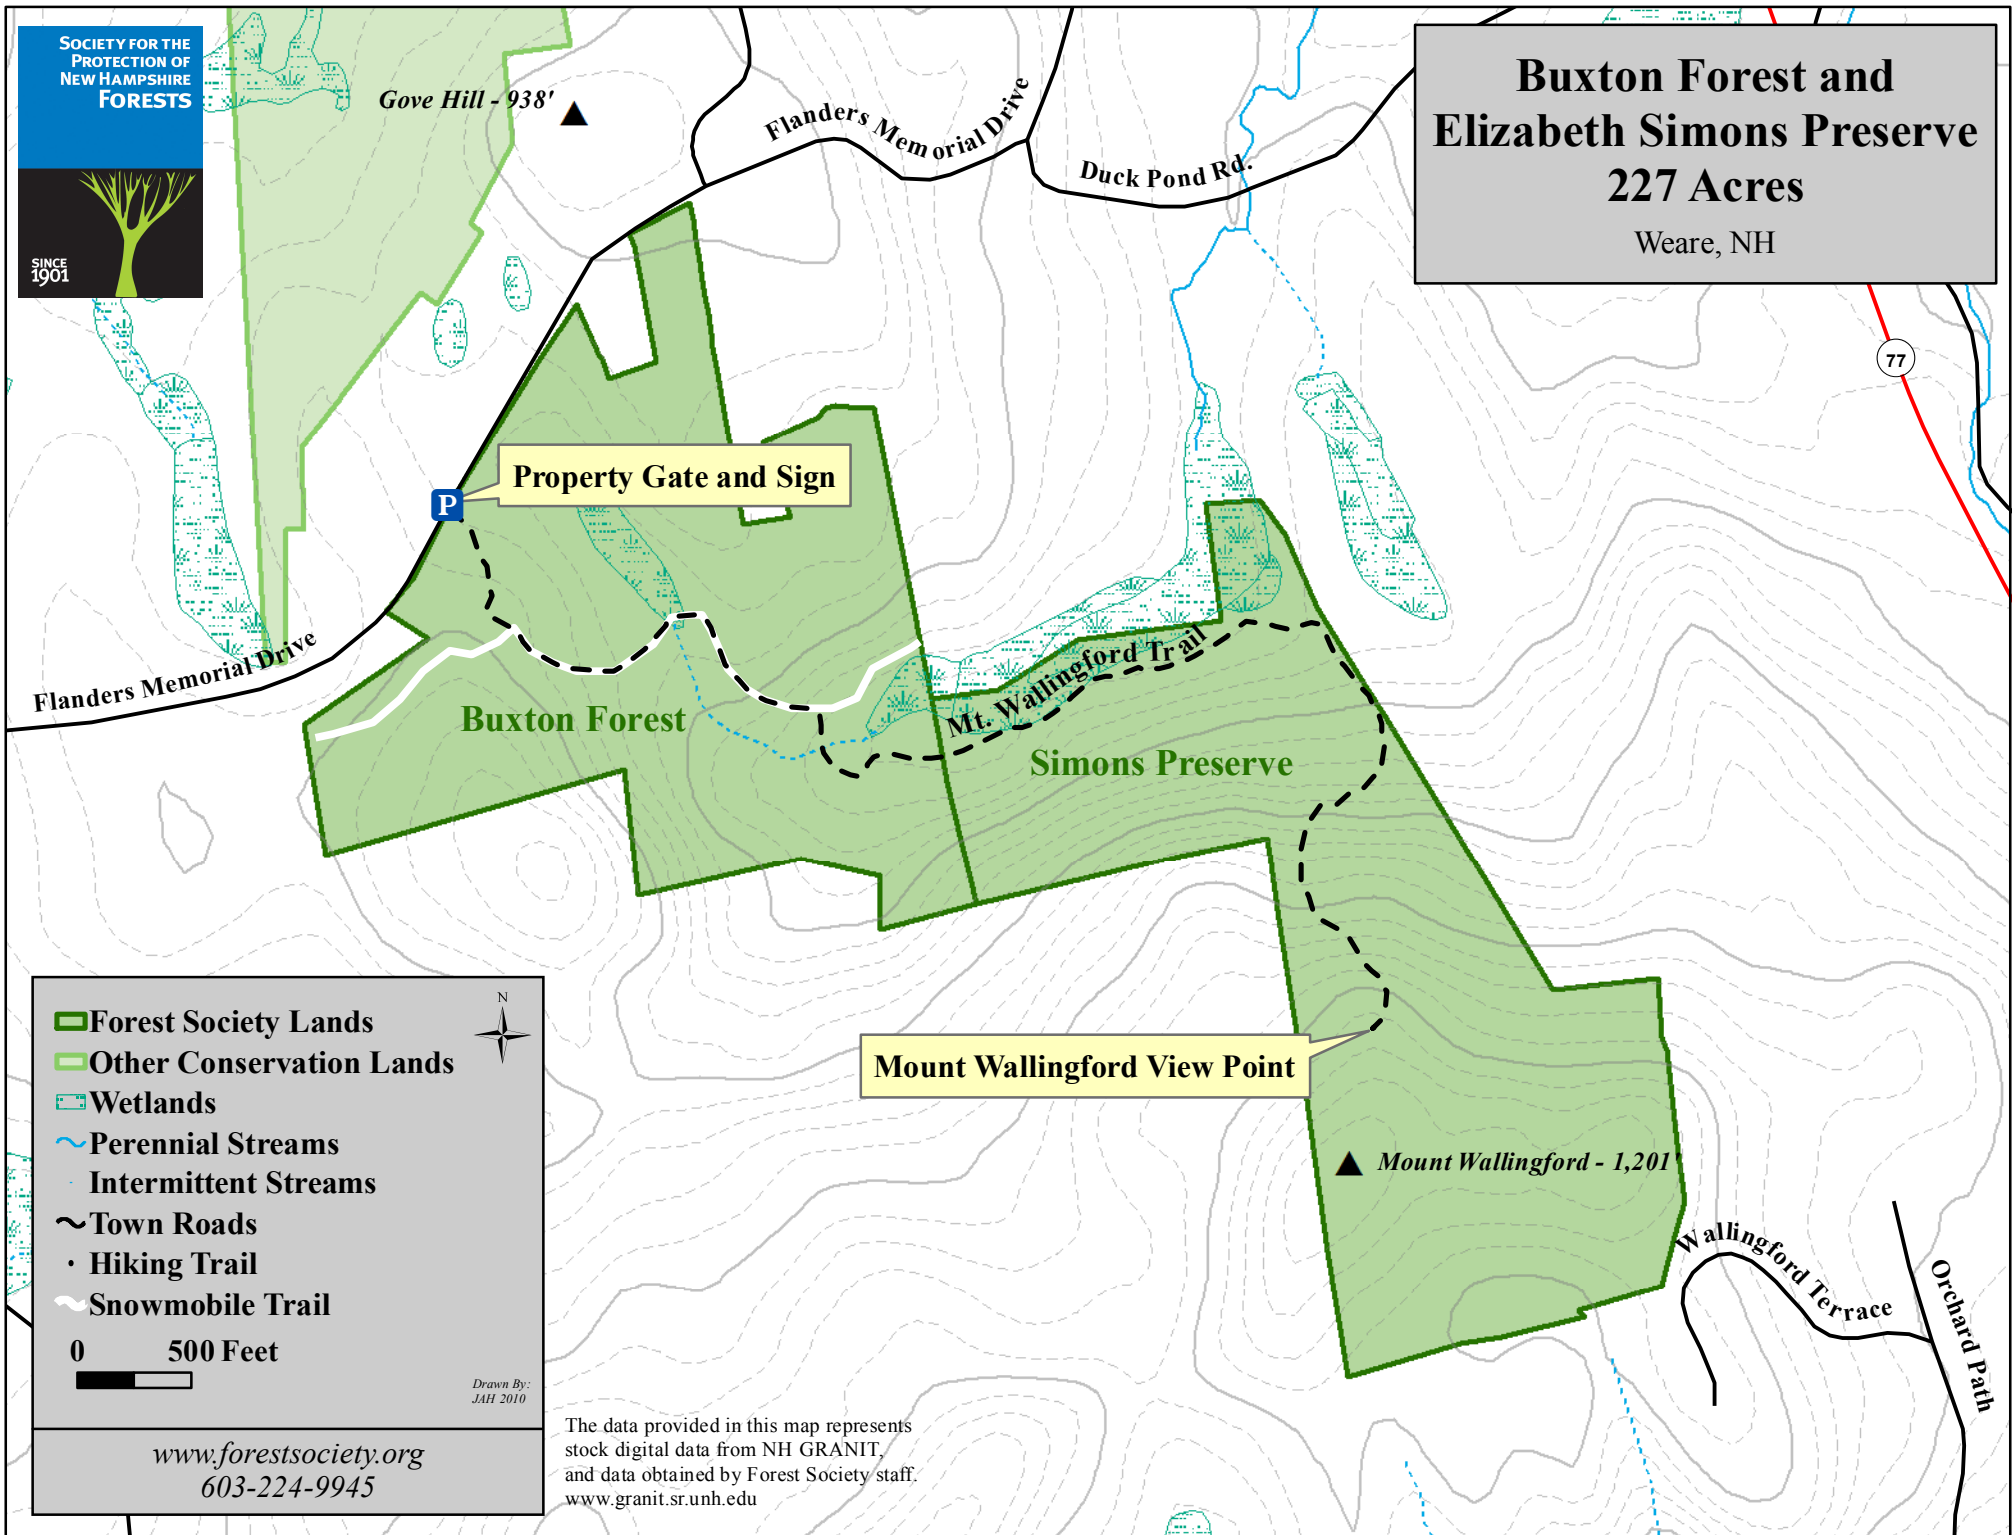 SOCIETY FOR THE
PROTECTION OF
NEW HAMPSHIRE
FORESTS
SINCE
1901
Gove Hill - 938'
Flanders Memorial Drive
Duck Pond Rd.
Buxton Forest and
Elizabeth Simons Preserve
227 Acres
Weare, NH
77
Property Gate and Sign
P
Flanders Memorial Drive
Buxton Forest
Mt. Wallingford Trail
Simons Preserve
Mount Wallingford View Point
Mount Wallingford - 1,201'
Wallingford Terrace
Orchard Path
N
Forest Society Lands
Other Conservation Lands
Wetlands
Perennial Streams
Intermittent Streams
Town Roads
Hiking Trail
Snowmobile Trail
0 500 Feet
Drawn By:
JAH 2010
www.forestsociety.org
603-224-9945
The data provided in this map represents
stock digital data from NH GRANIT,
and data obtained by Forest Society staff.
www.granit.sr.unh.edu